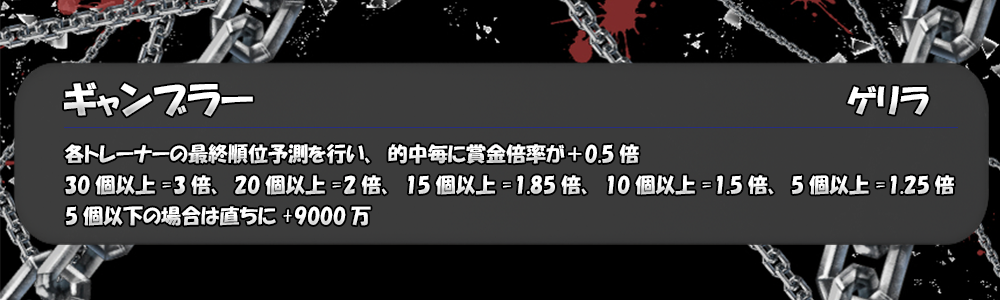 ギャンブラー ゲリラ
各トレーナーの最終順位予測を行い、的中毎に賞金倍率が＋0.5倍
30個以上=3倍、20個以上=2倍、15個以上=1.85倍、10個以上=1.5倍、5個以上=1.25倍
5個以下の場合は直ちに+9000万